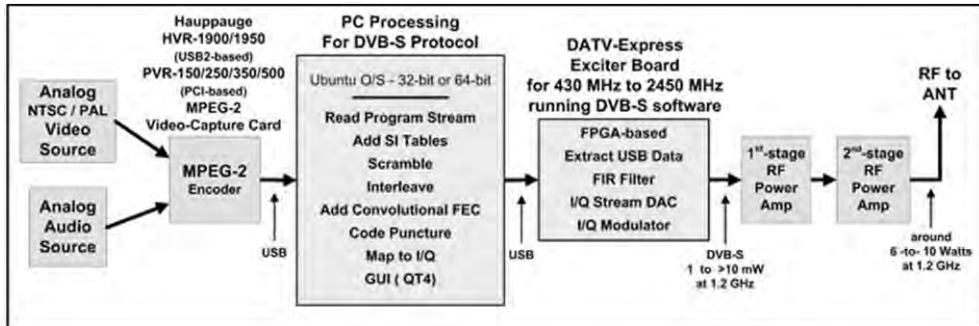 Analog
NTSC / PAL
Video
Source
Analog
Audio
Source
Hauppauge
HVR-1900/1950
(USB2-based)
PVR-150/250/350/500
(PCI-based)
MPEG-2
Video-Capture Card
MPEG-2
Encoder
USB
PC Processing
For DVB-S Protocol
Ubuntu O/S - 32-bit or 64-bit
Read Program Stream
Add SI Tables
Scramble
Interleave
Add Convolutional FEC
Code Puncture
Map to I/Q
GUI ( QT4)
USB
DATV-Express
Exciter Board
for 430 MHz to 2450 MHz
running DVB-S software
FPGA-based
Extract USB Data
FIR Filter
I/Q Stream DAC
I/Q Modulator
DVB-S
1 to >10 mW
at 1.2 GHz
1st-stage
RF
Power
Amp
2nd-stage
RF
Power
Amp
RF to
ANT
around
6 -to- 10 Watts
at 1.2 GHz